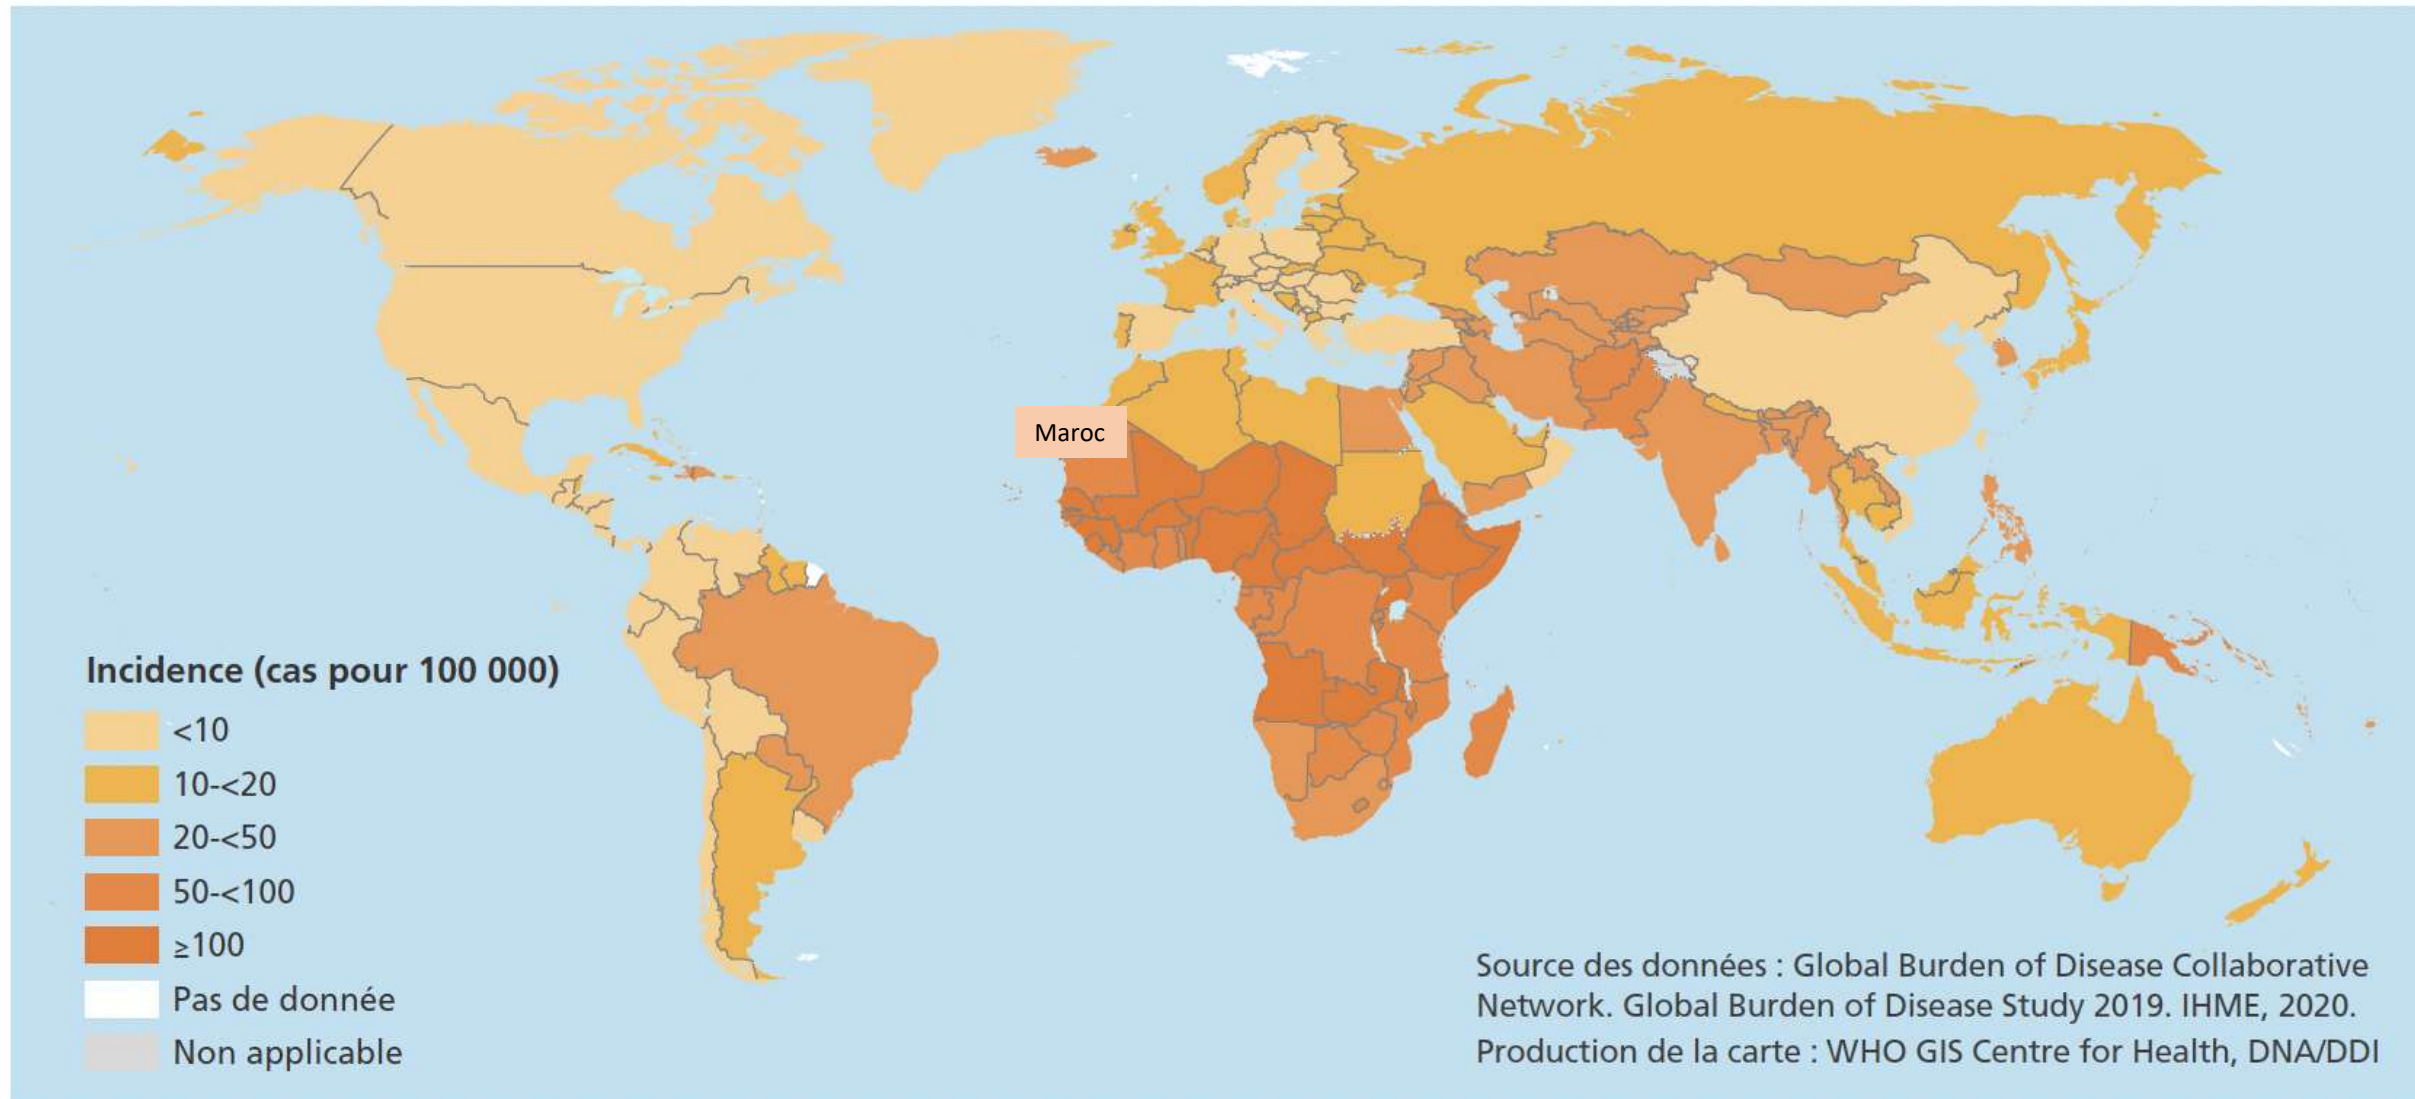 Maroc
Incidence (cas pour 100 000)
<10
10-<20
20-<50
50-<100
≥100
Pas de donnée
Non applicable
Source des données : Global Burden of Disease Collaborative
Network. Global Burden of Disease Study 2019. IHME, 2020.
Production de la carte : WHO GIS Centre for Health, DNA/DDI